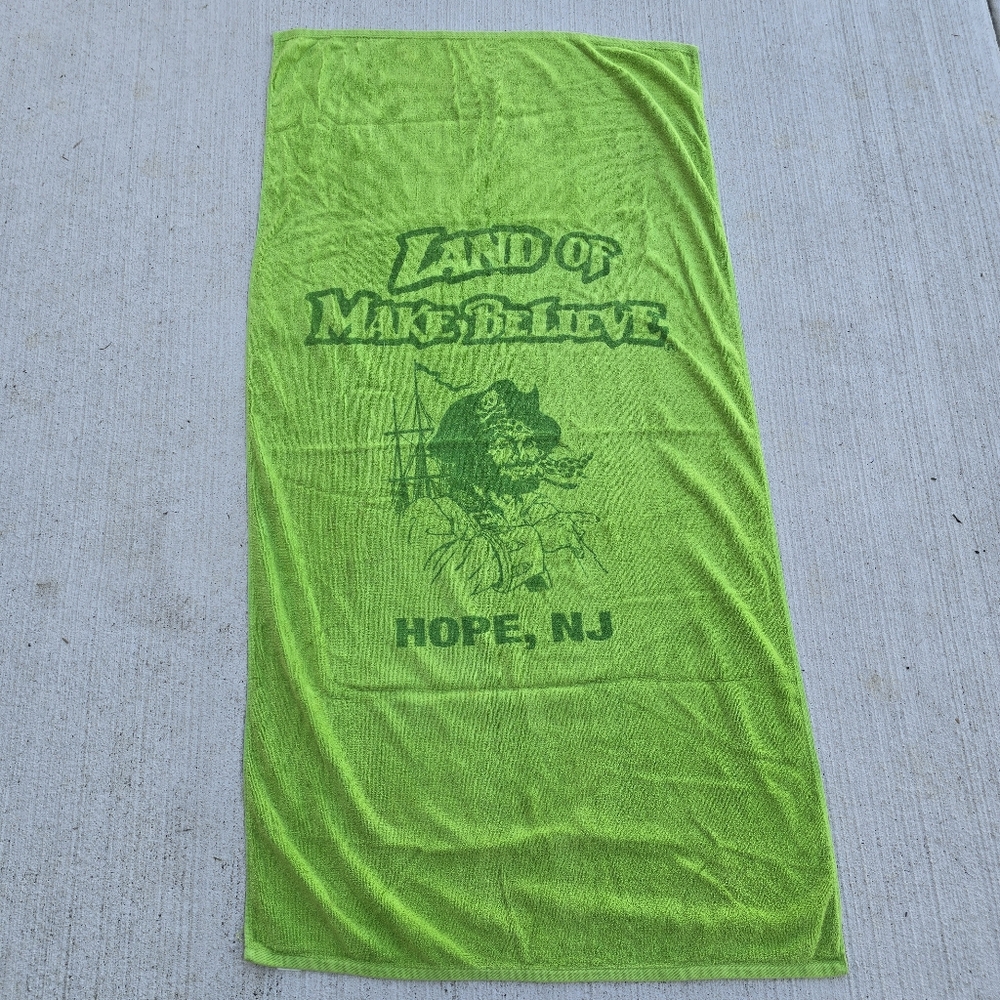 LAND OF
MAKE-BELIEVE
HOPE, NJ